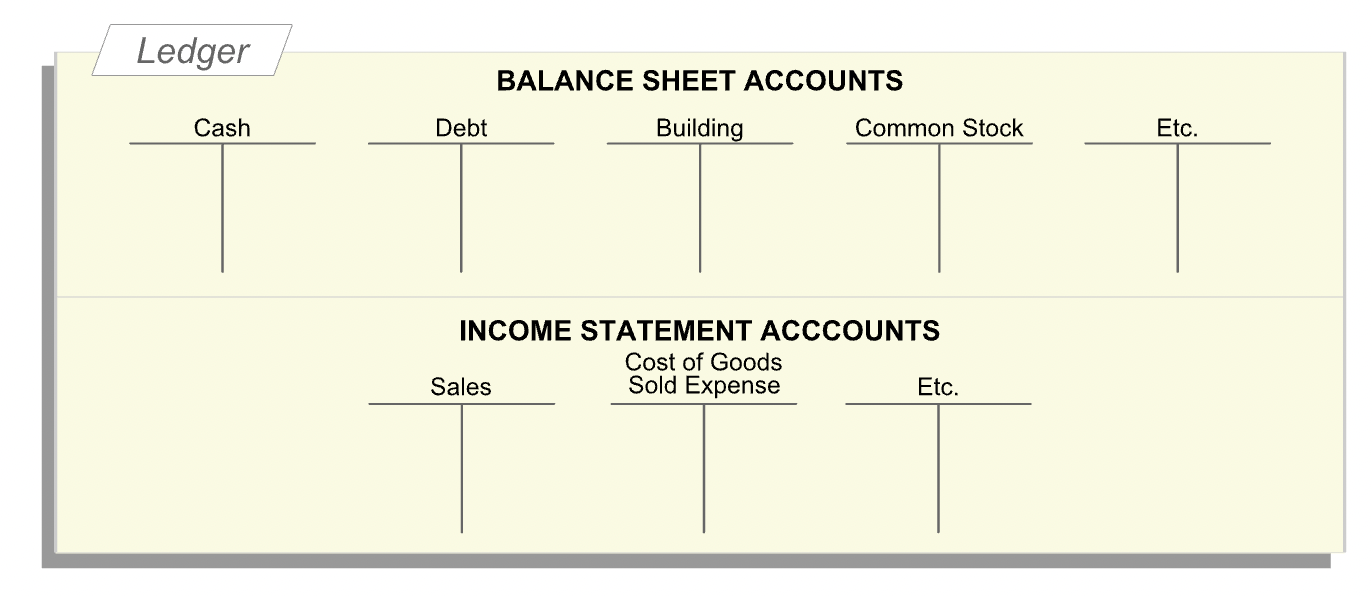 Ledger
BALANCE SHEET ACCOUNTS
Cash
Debt
Building
Common Stock
Etc.
INCOME STATEMENT ACCCOUNTS
Sales
Cost of Goods
Sold Expense
Etc.